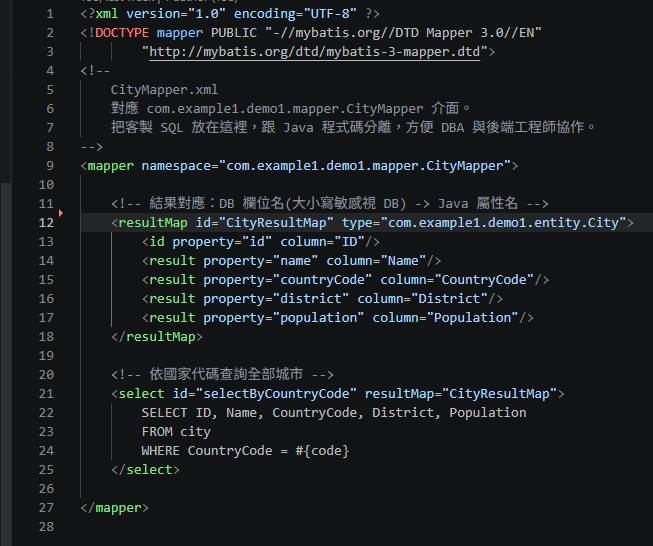 1 <?xml version="1.0" encoding="UTF-8" ?>
2 <!DOCTYPE mapper PUBLIC "-//mybatis.org//DTD Mapper 3.0//EN"
3 "http://mybatis.org/dtd/mybatis-3-mapper.dtd">
4 <!--
5 CityMapper.xml
6 對應 com.example1.demo1.mapper.CityMapper 介面。
7 把客製 SQL 放在這裡，跟 Java 程式碼分離，方便 DBA 與後端工程師協作。
8 -->
9 <mapper namespace="com.example1.demo1.mapper.CityMapper">
10
11 <!-- 結果對應：DB 欄位名(大小寫敏感視 DB) -> Java 屬性名 -->
12 <resultMap id="CityResultMap" type="com.example1.demo1.entity.City">
13 <id property="id" column="ID"/>
14 <result property="name" column="Name"/>
15 <result property="countryCode" column="CountryCode"/>
16 <result property="district" column="District"/>
17 <result property="population" column="Population"/>
18 </resultMap>
19
20 <!-- 依國家代碼查詢全部城市 -->
21 <select id="selectByCountryCode" resultMap="CityResultMap">
22 SELECT ID, Name, CountryCode, District, Population
23 FROM city
24 WHERE CountryCode = #{code}
25 </select>
26
27 </mapper>
28